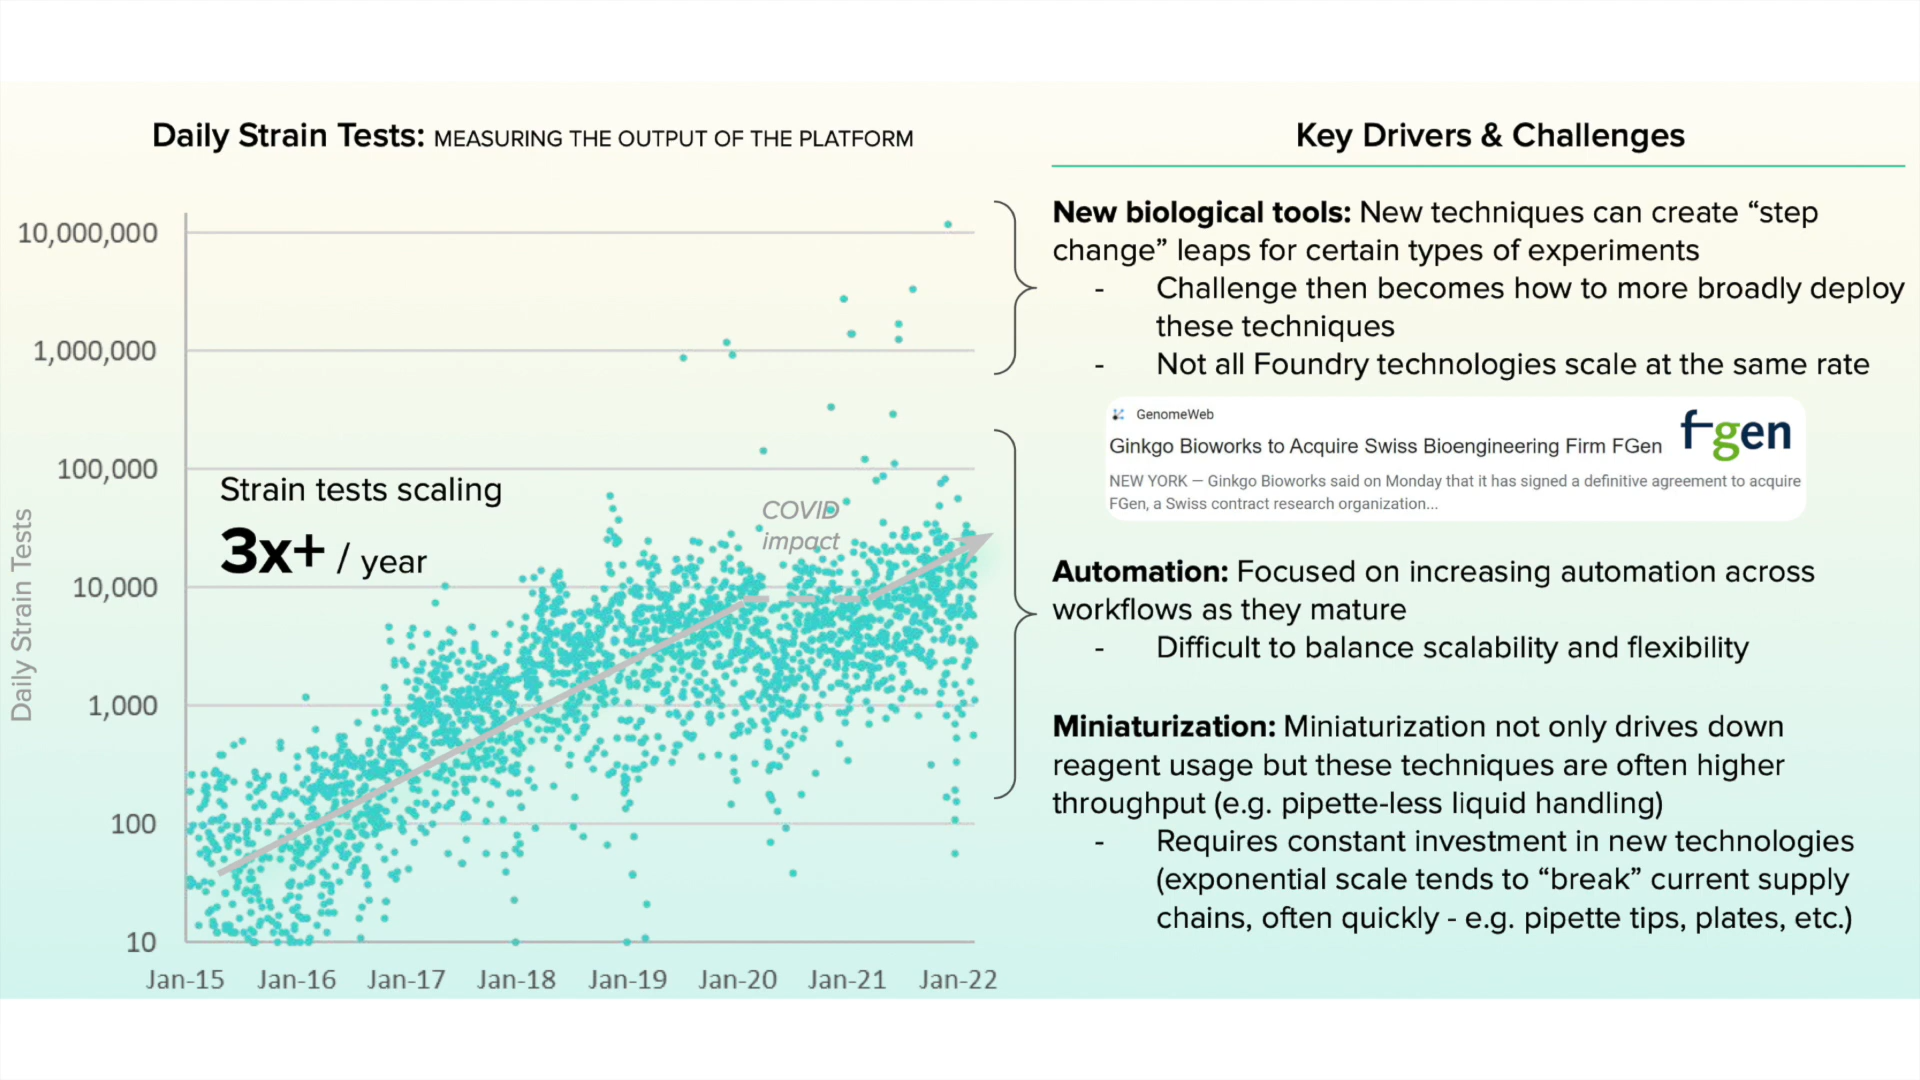 Daily Strain Tests: MEASURING THE OUTPUT OF THE PLATFORM
10,000,000
1,000,000
100,000
10,000
1,000
100
10
Daily Strain Tests
Strain tests scaling
3x+ / year
COVID
impact
Jan-15 Jan-16 Jan-17 Jan-18 Jan-19 Jan-20 Jan-21 Jan-22
Key Drivers & Challenges
New biological tools: New techniques can create “step
change” leaps for certain types of experiments
- Challenge then becomes how to more broadly deploy
these techniques
- Not all Foundry technologies scale at the same rate
GenomeWeb
Ginkgo Bioworks to Acquire Swiss Bioengineering Firm FGen
fgen
NEW YORK — Ginkgo Bioworks said on Monday that it has signed a definitive agreement to acquire
FGen, a Swiss contract research organization...
Automation: Focused on increasing automation across
workflows as they mature
- Difficult to balance scalability and flexibility
Miniaturization: Miniaturization not only drives down
reagent usage but these techniques are often higher
throughput (e.g. pipette-less liquid handling)
- Requires constant investment in new technologies
(exponential scale tends to “break” current supply
chains, often quickly - e.g. pipette tips, plates, etc.)